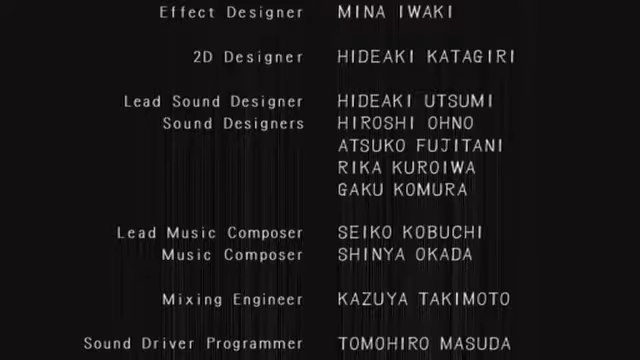 Effect Designer MINA IWAKI
2D Designer HIDEAKI KATAGIRI
Lead Sound Designer HIDEAKI UTSUMI
Sound Designers HIROSHI OHNO
ATSUKO FUJITANI
RIKA KUROIWA
GAKU KOMURA
Lead Music Composer SEIKO KOBUCHI
Music Composer SHINYA OKADA
Mixing Engineer KAZUYA TAKIMOTO
Sound Driver Programmer TOMOHIRO MASUDA